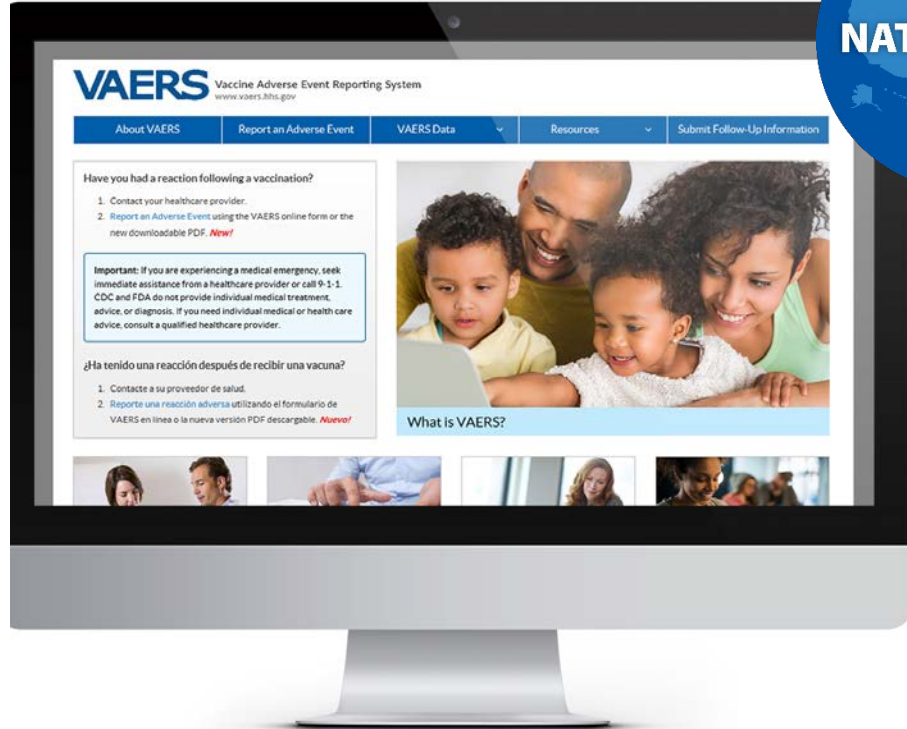 NAT
VAERS Vaccine Adverse Event Reporting System
www.vaers.hhs.gov
About VAERS Report an Adverse Event VAERS Data Resources Submit Follow-Up Information
Have you had a reaction following a vaccination?
1. Contact your healthcare provider.
2. Report an Adverse Event using the VAERS online form or the
new downloadable PDF. New!
Important: If you are experiencing a medical emergency, seek
immediate assistance from a healthcare provider or call 9-1-1.
CDC and FDA do not provide individual medical treatment,
advice, or diagnosis. If you need individual medical or health care
advice, consult a qualified healthcare provider.
¿Ha tenido una reacción después de recibir una vacuna?
1. Contacte a su proveedor de salud.
2. Reporte una reacción adversa utilizando el formulario de
VAERS en línea o la nueva versión PDF descargable. Nuevo!
What is VAERS?